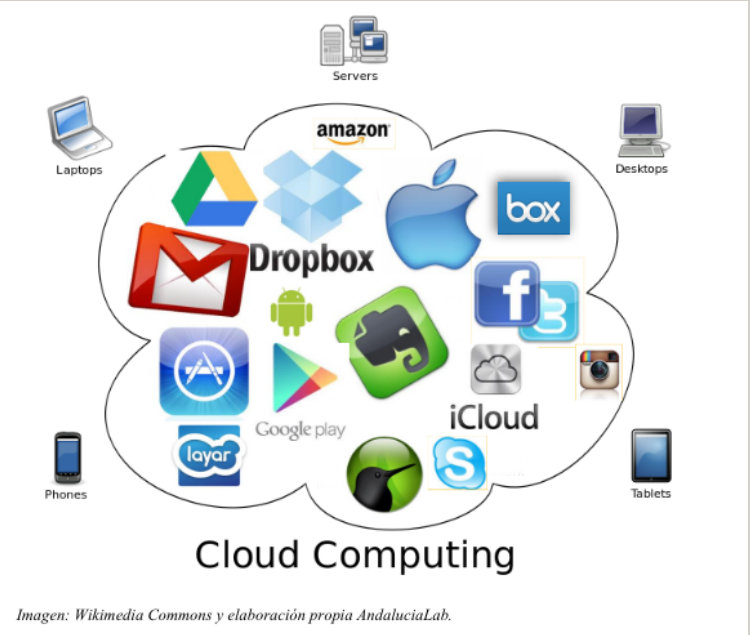 Servers
amazon
Laptops
Desktops
box
Dropbox
f
t
Google play
iCloud
layar
S
Phones
Tablets
Cloud Computing
Imagen: Wikimedia Commons y elaboración propia AndaluciaLab.